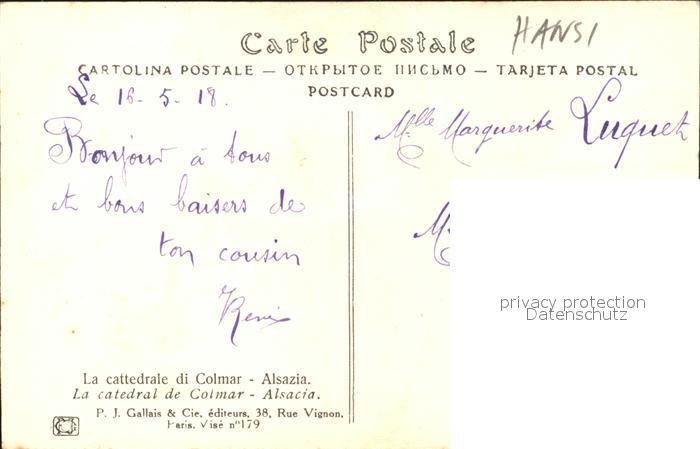 HANSI
Carte Postale
CARTOLINA POSTALE — ОТКРЫТОЕ ПИСЬМО — TARJETA POSTAL
POSTCARD
Le 16-5-18.
Bonjour à tous
et bons baisers de
ton cousin
René
Mlle Marguerite Luquet
privacy protection
Datenschutz
La cattedrale di Colmar - Alsazia.
La catedral de Colmar - Alsacia.
P. J. Gallais & Cie, éditeurs, 38, Rue Vignon,
Paris. Visé n° 179